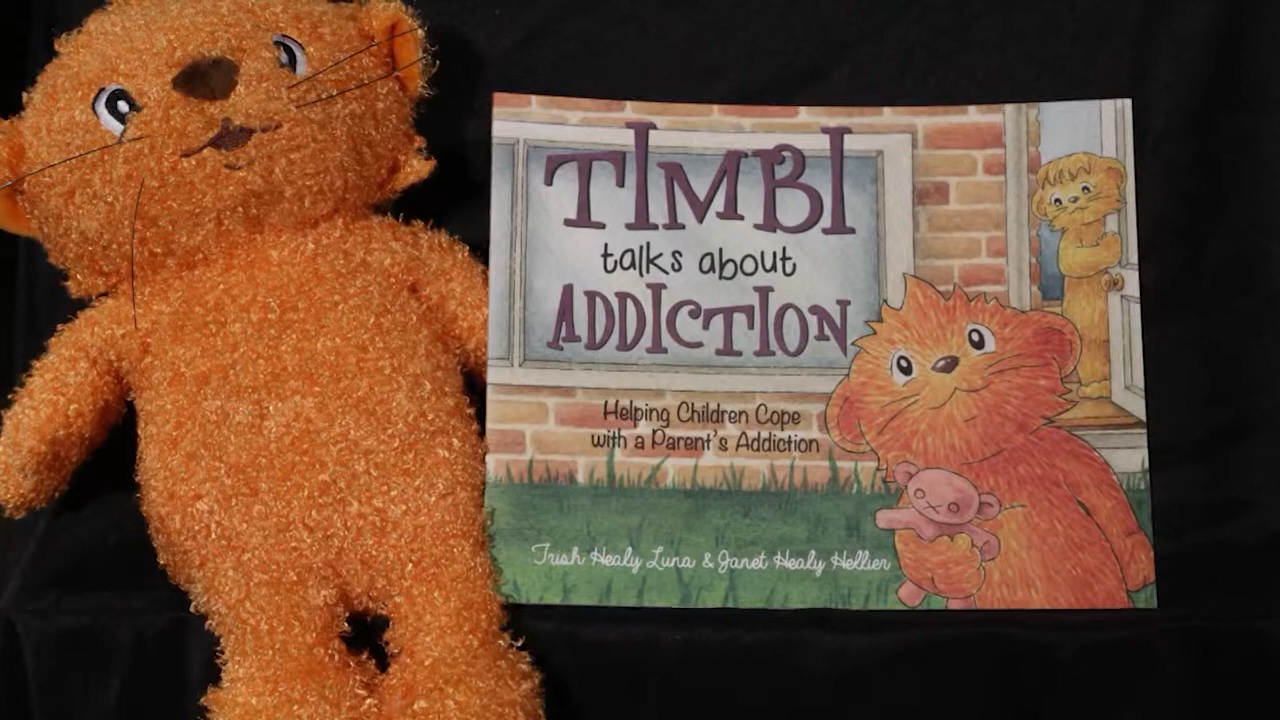 TIMBI
talks about
ADDICTION
Helping Children Cope
with a Parent's Addiction
Trish Healy Luna & Janet Healy Hellier